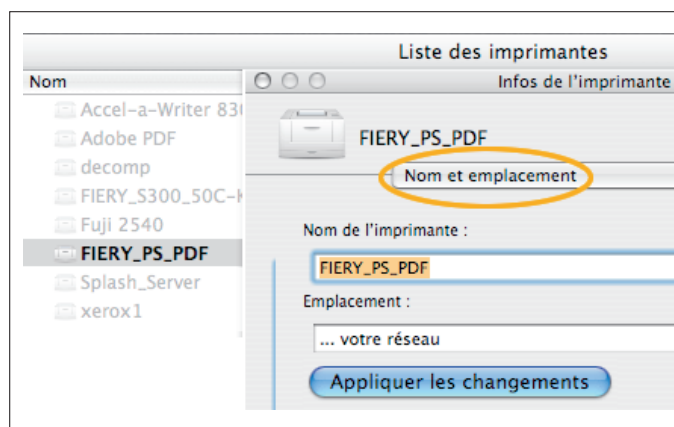 Liste des imprimantes
Nom
Infos de l'imprimante
Accel-a-Writer 83
Adobe PDF
decomp
FIERY_S300_50C-K
Fuji 2540
FIERY_PS_PDF
Splash_Server
xerox1
FIERY_PS_PDF
Nom et emplacement
Nom de l'imprimante :
FIERY_PS_PDF
Emplacement :
... votre réseau
Appliquer les changements